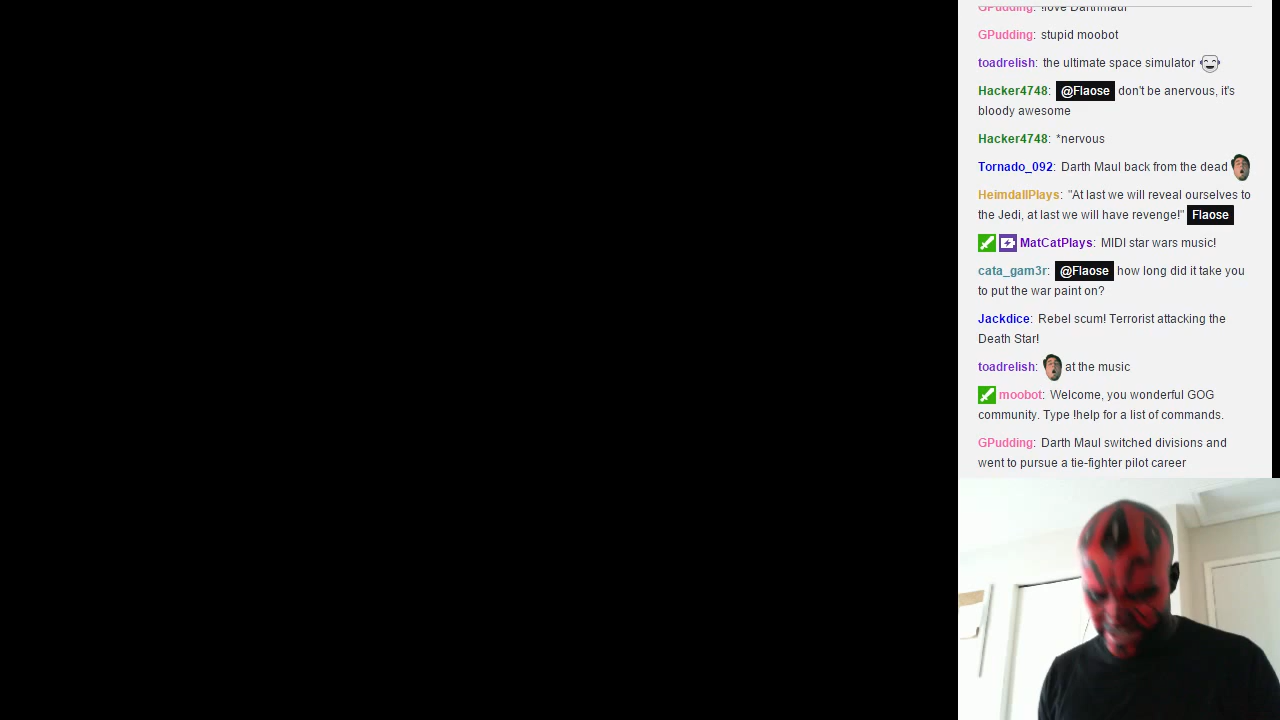 GPudding: !love Darthmaul
GPudding: stupid moobot
toadrelish: the ultimate space simulator
Hacker4748: @Flaose don't be anervous, it's
bloody awesome
Hacker4748: *nervous
Tornado_092: Darth Maul back from the dead
HeimdallPlays: "At last we will reveal ourselves to
the Jedi, at last we will have revenge!" Flaose
MatCatPlays: MIDI star wars music!
cata_gam3r: @Flaose how long did it take you
to put the war paint on?
Jackdice: Rebel scum! Terrorist attacking the
Death Star!
toadrelish: at the music
moobot: Welcome, you wonderful GOG
community. Type !help for a list of commands.
GPudding: Darth Maul switched divisions and
went to pursue a tie-fighter pilot career